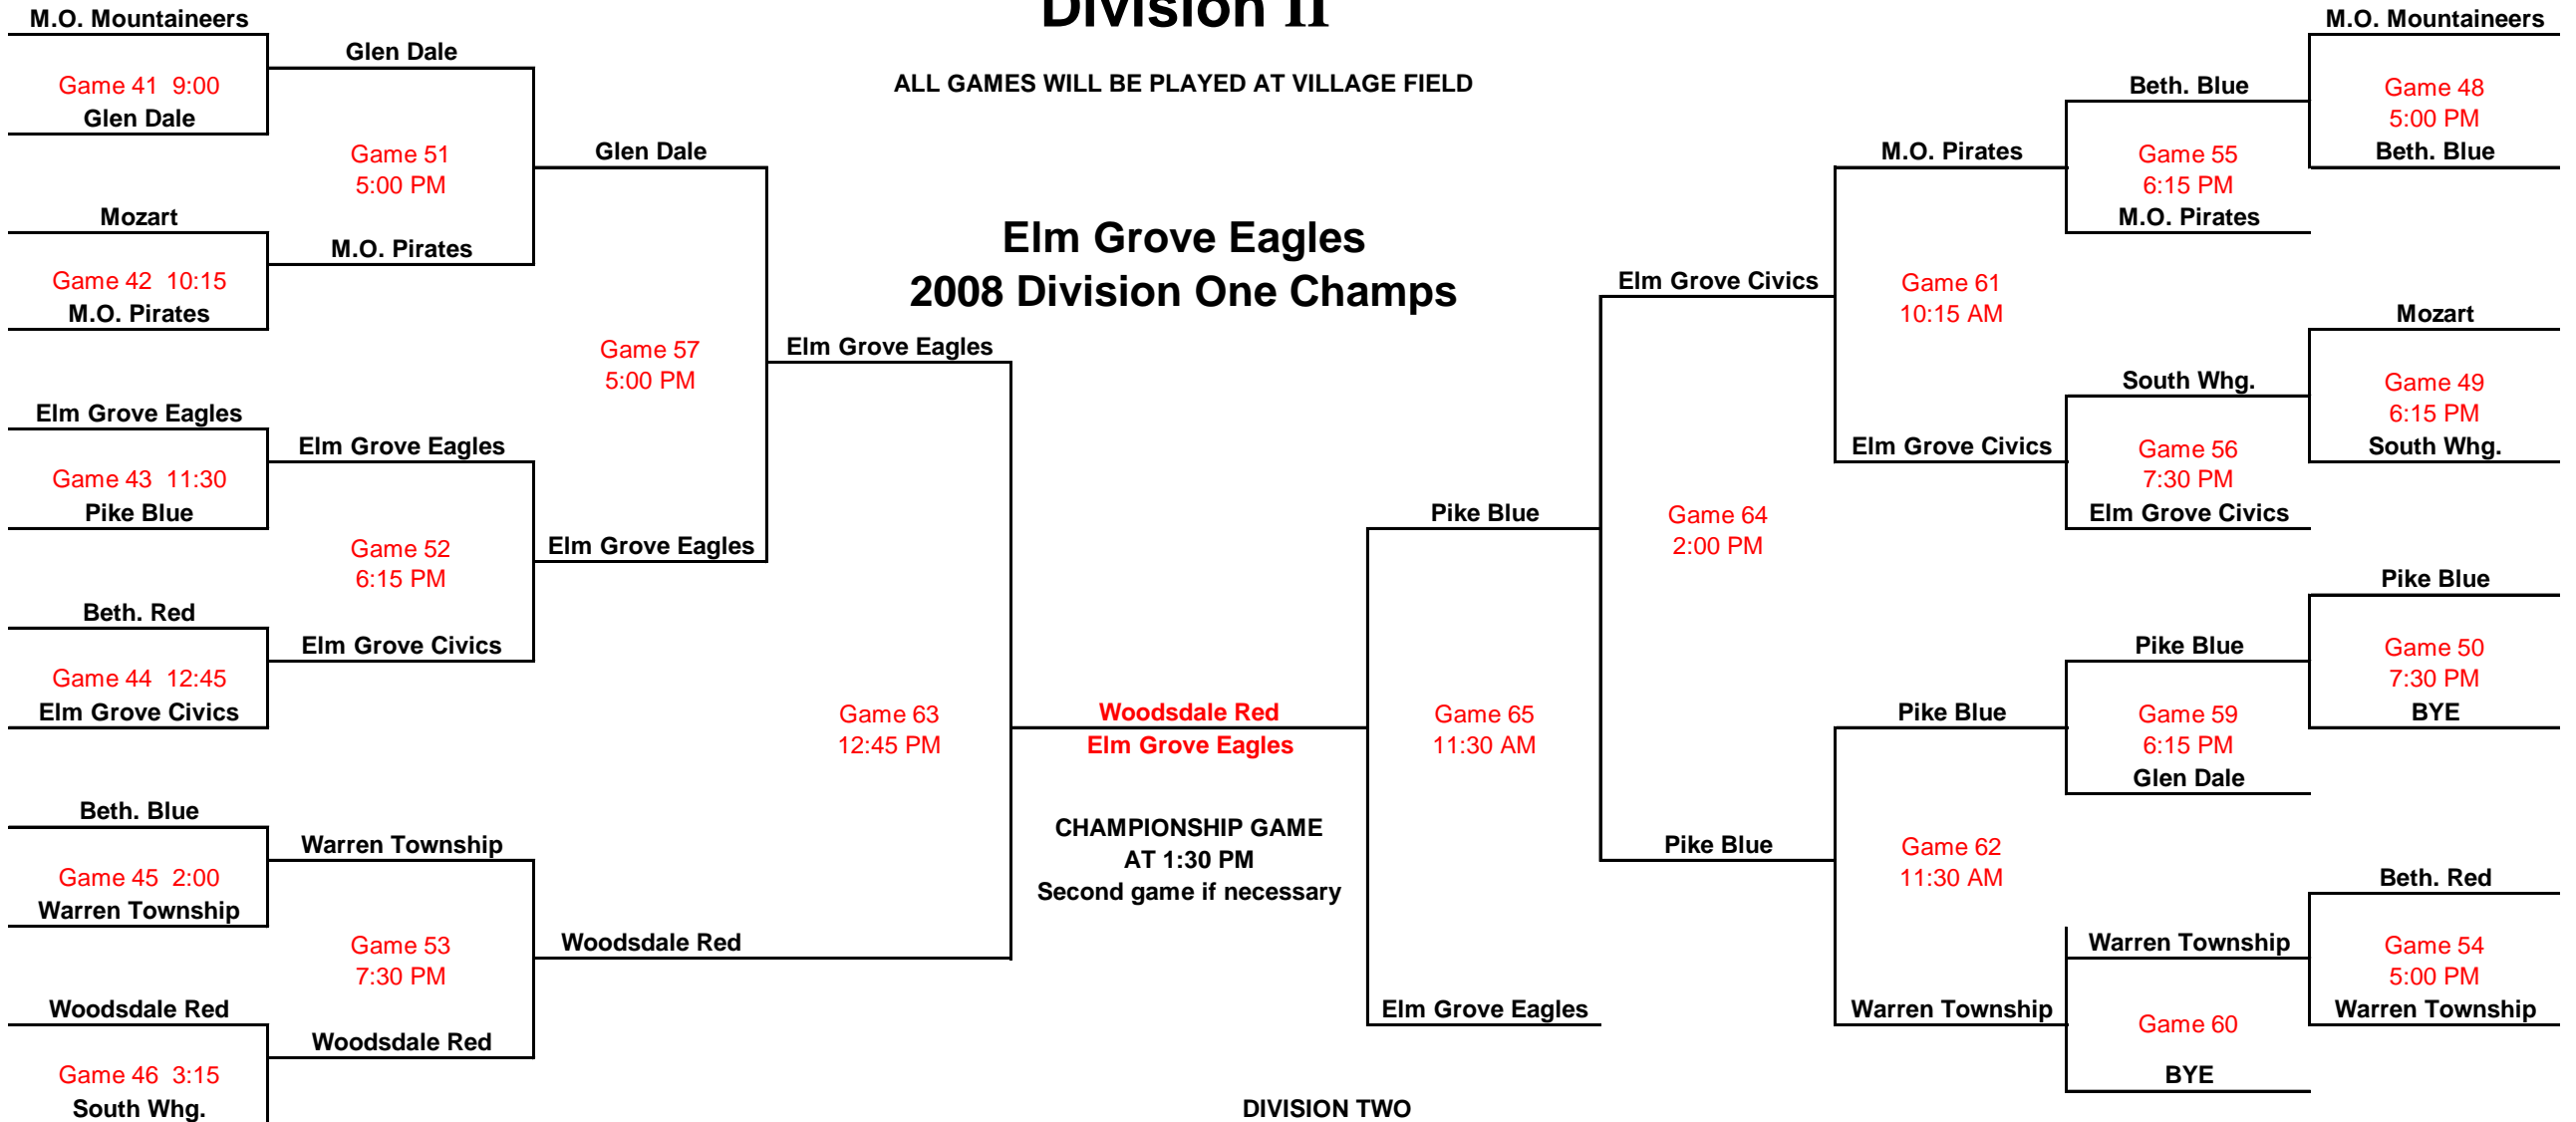 Division II
ALL GAMES WILL BE PLAYED AT VILLAGE FIELD
Elm Grove Eagles
2008 Division One Champs
M.O. Mountaineers
Game 41 9:00
Glen Dale
Mozart
Game 42 10:15
M.O. Pirates
Elm Grove Eagles
Game 43 11:30
Pike Blue
Beth. Red
Game 44 12:45
Elm Grove Civics
Beth. Blue
Game 45 2:00
Warren Township
Woodsdale Red
Game 46 3:15
South Whg.
Glen Dale
Game 51
5:00 PM
M.O. Pirates
Elm Grove Eagles
Game 52
6:15 PM
Elm Grove Civics
Warren Township
Game 53
7:30 PM
Woodsdale Red
Glen Dale
Game 57
5:00 PM
Elm Grove Eagles
Woodsdale Red
Elm Grove Eagles
Game 63
12:45 PM
Woodsdale Red
Elm Grove Eagles
CHAMPIONSHIP GAME
AT 1:30 PM
Second game if necessary
DIVISION TWO
Pike Blue
Game 65
11:30 AM
Elm Grove Eagles
Elm Grove Civics
Game 64
2:00 PM
Pike Blue
M.O. Pirates
Game 61
10:15 AM
Elm Grove Civics
Pike Blue
Game 62
11:30 AM
Warren Township
Beth. Blue
Game 55
6:15 PM
M.O. Pirates
South Whg.
Game 56
7:30 PM
Elm Grove Civics
Pike Blue
Game 59
6:15 PM
Glen Dale
Warren Township
Game 60
BYE
M.O. Mountaineers
Game 48
5:00 PM
Beth. Blue
Mozart
Game 49
6:15 PM
South Whg.
Pike Blue
Game 50
7:30 PM
BYE
Beth. Red
Game 54
5:00 PM
Warren Township